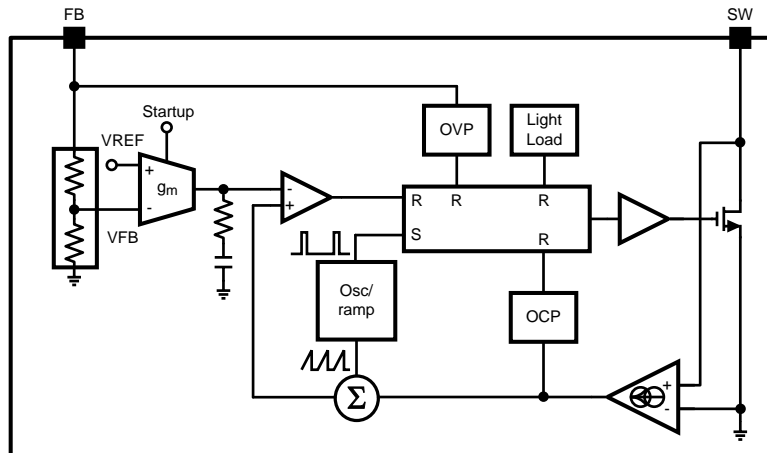 FB
SW
Startup
VREF
+
gm
-
VFB
OVP
Light
Load
-
+
R
R
R
S
R
Osc/
ramp
OCP
Σ
+
-